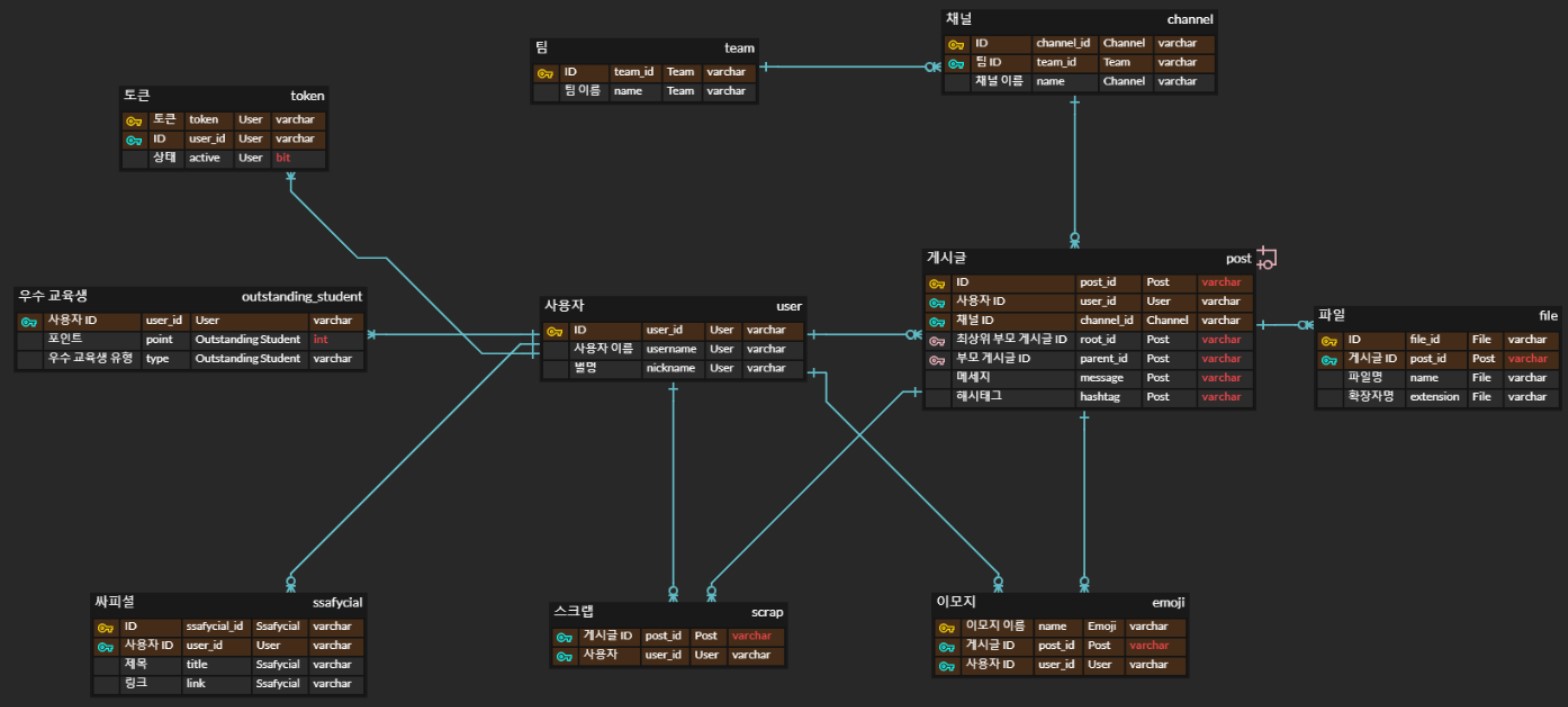 채널 channel
ID channel_id Channel varchar
팀 ID team_id Team varchar
채널 이름 name Channel varchar
팀 team
ID team_id Team varchar
팀 이름 name Team varchar
토큰 token
토큰 token User varchar
ID user_id User varchar
상태 active User bit
게시글 post
ID post_id Post varchar
사용자 ID user_id User varchar
채널 ID channel_id Channel varchar
최상위 부모 게시글 ID root_id Post varchar
부모 게시글 ID parent_id Post varchar
메세지 message Post varchar
해시태그 hashtag Post varchar
우수 교육생 outstanding_student
사용자 ID user_id User varchar
포인트 point Outstanding Student int
우수 교육생 유형 type Outstanding Student varchar
사용자 user
ID user_id User varchar
사용자 이름 username User varchar
별명 nickname User varchar
파일 file
ID file_id File varchar
게시글 ID post_id Post varchar
파일명 name File varchar
확장자명 extension File varchar
싸피셜 ssafycial
ID ssafycial_id Ssafycial varchar
사용자 ID user_id User varchar
제목 title Ssafycial varchar
링크 link Ssafycial varchar
스크랩 scrap
게시글 ID post_id Post varchar
사용자 user_id User varchar
이모지 emoji
이모지 이름 name Emoji varchar
게시글 ID post_id Post varchar
사용자 ID user_id User varchar